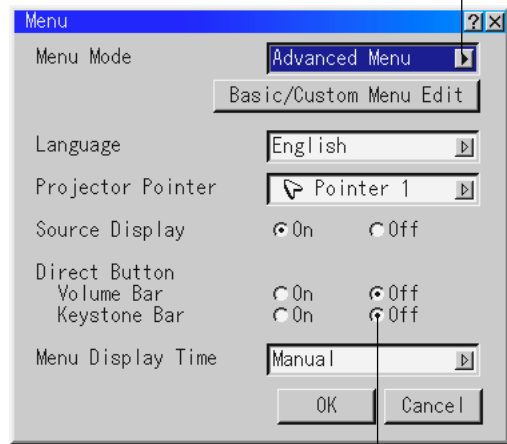 Menu ? X
Menu Mode Advanced Menu
Basic/Custom Menu Edit
Language English
Projector Pointer Pointer 1
Source Display On Off
Direct Button
Volume Bar On Off
Keystone Bar On Off
Menu Display Time Manual
OK Cancel